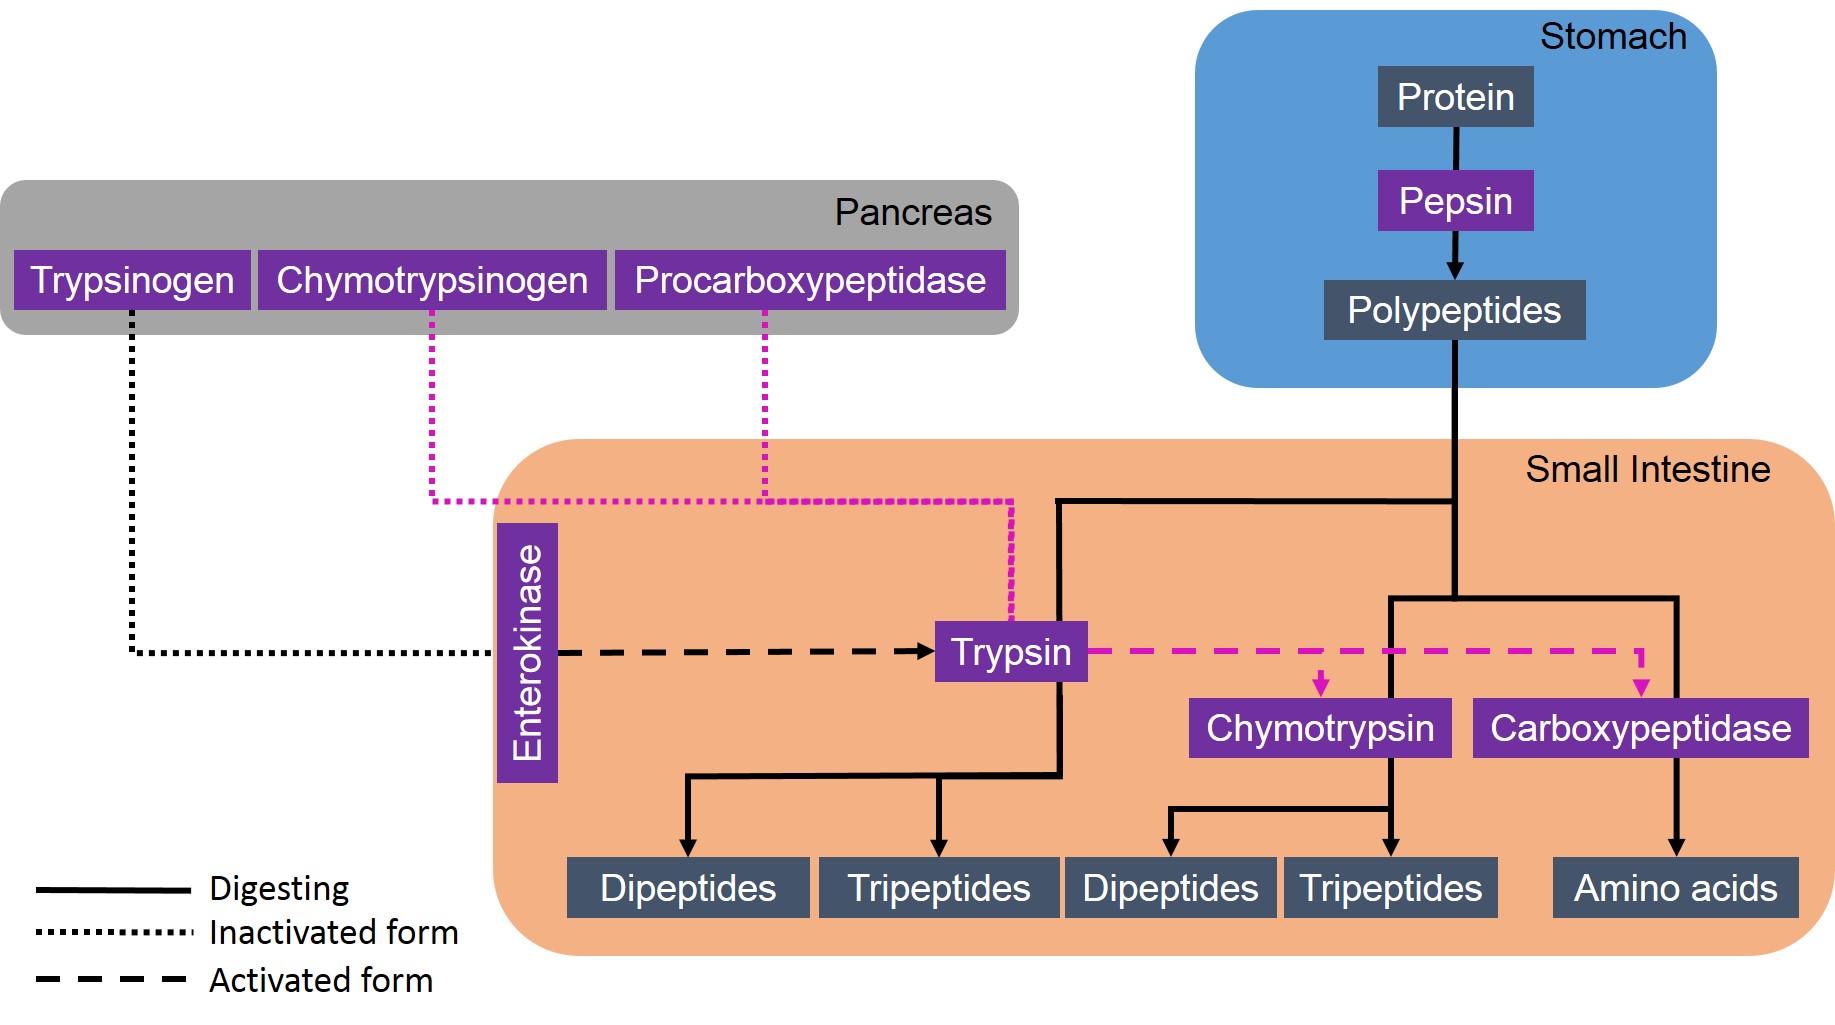 Stomach
Protein
Pepsin
Polypeptides
Pancreas
Trypsinogen
Chymotrypsinogen
Procarboxypeptidase
Small Intestine
Enterokinase
Trypsin
Chymotrypsin
Carboxypeptidase
Dipeptides
Tripeptides
Dipeptides
Tripeptides
Amino acids
Digesting
Inactivated form
Activated form